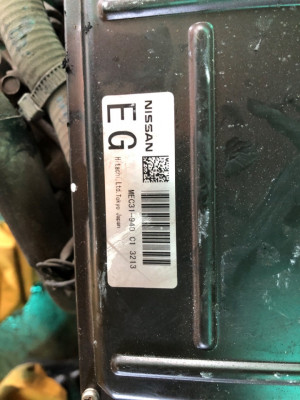 NISSAN
EG
MEC31-940 C1 3213
Hitachi,Ltd.Tokyo Japan